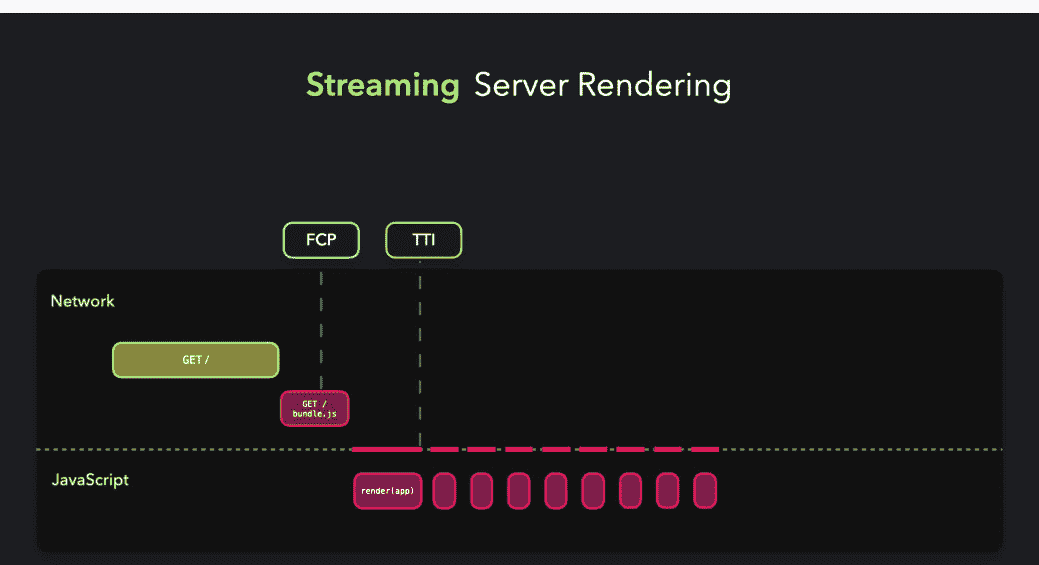 Streaming Server Rendering
FCP
TTI
Network
GET /
GET /
bundle.js
JavaScript
render(app)